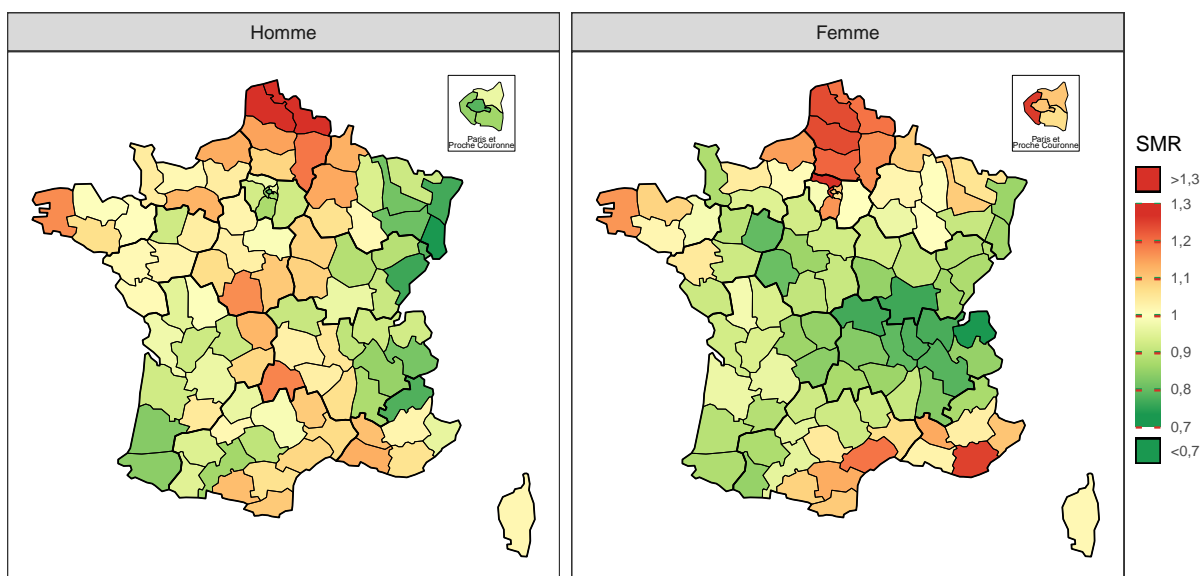 Homme
Femme
Paris et
Proche Couronne
Paris et
Proche Couronne
SMR
>1,3
1,3
1,2
1,1
1
0,9
0,8
0,7
<0,7